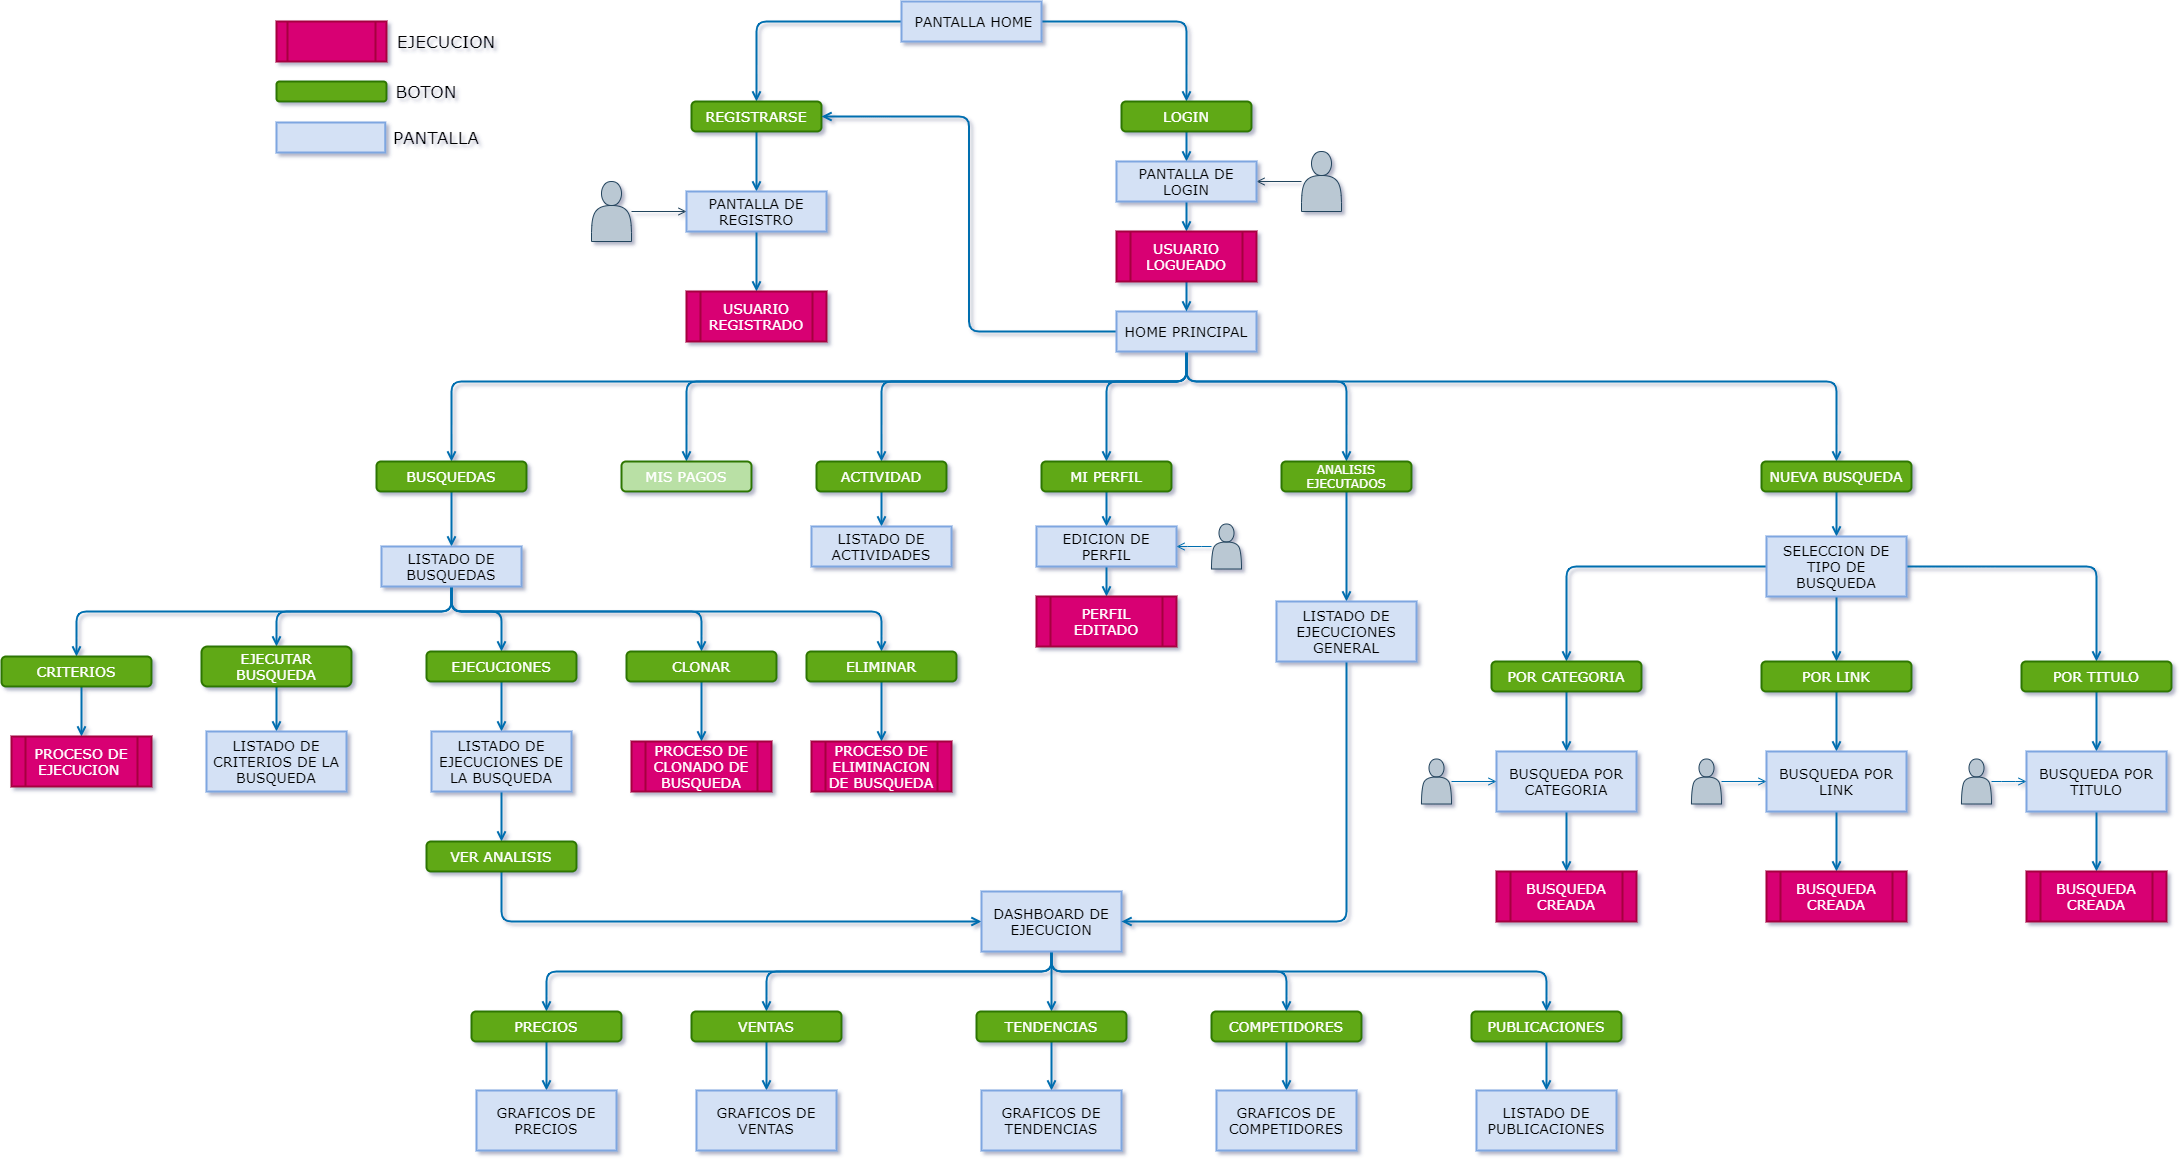 PANTALLA HOME
EJECUCION
BOTON
PANTALLA
REGISTRARSE
LOGIN
PANTALLA DE
LOGIN
PANTALLA DE
REGISTRO
USUARIO
LOGUEADO
USUARIO
REGISTRADO
HOME PRINCIPAL
BUSQUEDAS
MIS PAGOS
ACTIVIDAD
MI PERFIL
ANALISIS
EJECUTADOS
NUEVA BUSQUEDA
LISTADO DE
BUSQUEDAS
LISTADO DE
ACTIVIDADES
EDICION DE
PERFIL
SELECCION DE
TIPO DE
BUSQUEDA
PERFIL
EDITADO
LISTADO DE
EJECUCIONES
GENERAL
CRITERIOS
EJECUTAR
BUSQUEDA
EJECUCIONES
CLONAR
ELIMINAR
POR CATEGORIA
POR LINK
POR TITULO
PROCESO DE
EJECUCION
LISTADO DE
CRITERIOS DE LA
BUSQUEDA
LISTADO DE
EJECUCIONES DE
LA BUSQUEDA
PROCESO DE
CLONADO DE
BUSQUEDA
PROCESO DE
ELIMINACION
DE BUSQUEDA
BUSQUEDA POR
CATEGORIA
BUSQUEDA POR
LINK
BUSQUEDA POR
TITULO
VER ANALISIS
BUSQUEDA
CREADA
BUSQUEDA
CREADA
BUSQUEDA
CREADA
DASHBOARD DE
EJECUCION
PRECIOS
VENTAS
TENDENCIAS
COMPETIDORES
PUBLICACIONES
GRAFICOS DE
PRECIOS
GRAFICOS DE
VENTAS
GRAFICOS DE
TENDENCIAS
GRAFICOS DE
COMPETIDORES
LISTADO DE
PUBLICACIONES